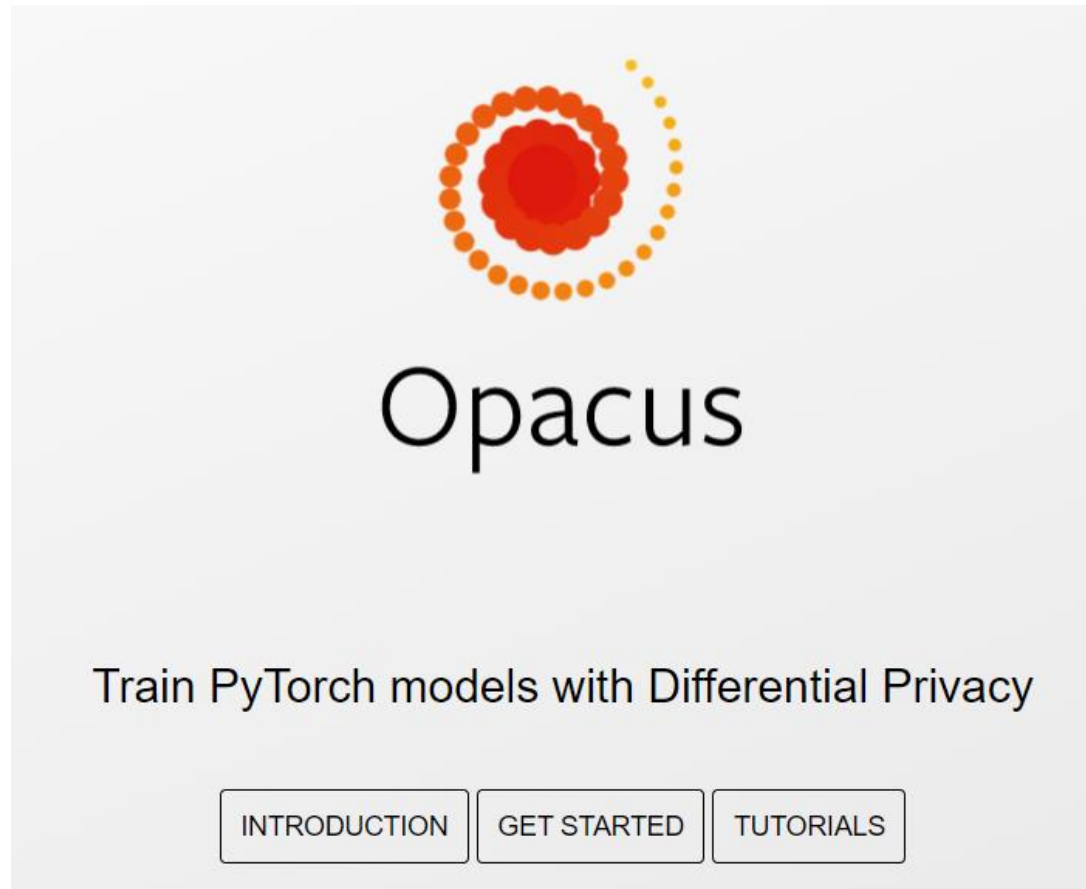 Opacus
Train PyTorch models with Differential Privacy
INTRODUCTION GET STARTED TUTORIALS